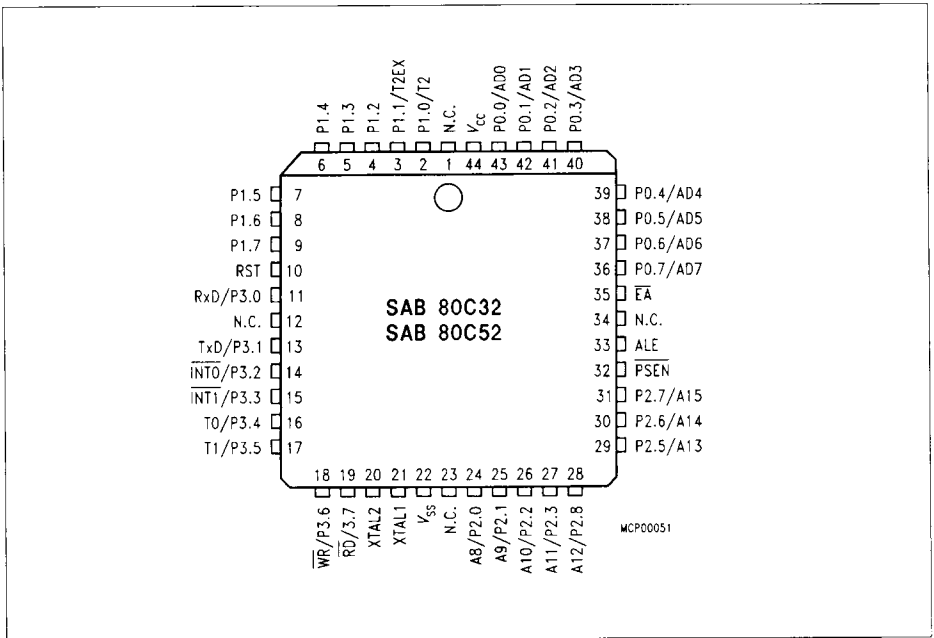 P1.4
P1.3
P1.2
P1.1/T2EX
P1.0/T2
N.C.
VCC
P0.0/AD0
P0.1/AD1
P0.2/AD2
P0.3/AD3
6 5 4 3 2 1 44 43 42 41 40
P1.5 7
P1.6 8
P1.7 9
RST 10
RxD/P3.0 11
N.C. 12
TxD/P3.1 13
INT0/P3.2 14
INT1/P3.3 15
T0/P3.4 16
T1/P3.5 17
SAB 80C32
SAB 80C52
39 P0.4/AD4
38 P0.5/AD5
37 P0.6/AD6
36 P0.7/AD7
35 EA
34 N.C.
33 ALE
32 PSEN
31 P2.7/A15
30 P2.6/A14
29 P2.5/A13
18 19 20 21 22 23 24 25 26 27 28
WR/P3.6
RD/3.7
XTAL2
XTAL1
VSS
N.C.
A8/P2.0
A9/P2.1
A10/P2.2
A11/P2.3
A12/P2.8
MCP00051